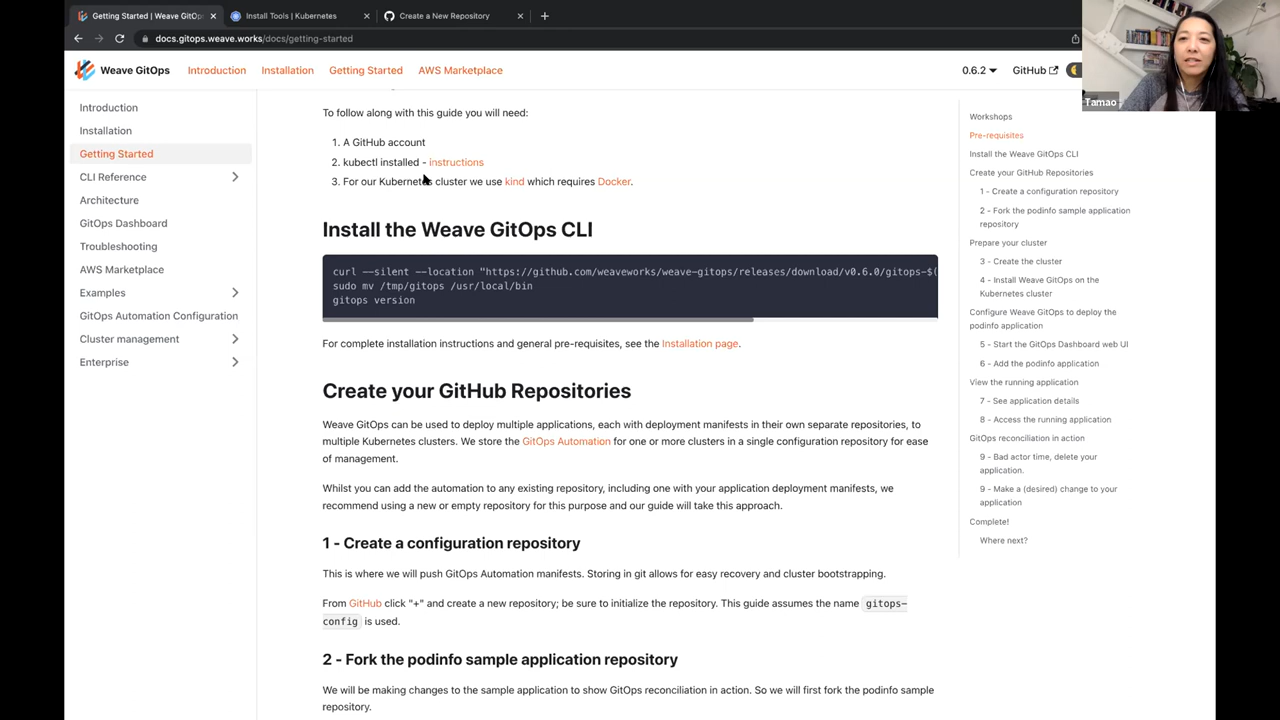 Getting Started | Weave GitOps
Install Tools | Kubernetes
Create a New Repository
docs.gitops.weave.works/docs/getting-started
Weave GitOps
Introduction
Installation
Getting Started
AWS Marketplace
0.6.2
GitHub
Tamao
Introduction
Installation
Getting Started
CLI Reference
Architecture
GitOps Dashboard
Troubleshooting
AWS Marketplace
Examples
GitOps Automation Configuration
Cluster management
Enterprise
To follow along with this guide you will need:
1. A GitHub account
2. kubectl installed - instructions
3. For our Kubernetes cluster we use kind which requires Docker.
Install the Weave GitOps CLI
curl --silent --location "https://github.com/weaveworks/weave-gitops/releases/download/v0.6.0/gitops-$(
sudo mv /tmp/gitops /usr/local/bin
gitops version
For complete installation instructions and general pre-requisites, see the Installation page.
Create your GitHub Repositories
Weave GitOps can be used to deploy multiple applications, each with deployment manifests in their own separate repositories, to
multiple Kubernetes clusters. We store the GitOps Automation for one or more clusters in a single configuration repository for ease
of management.
Whilst you can add the automation to any existing repository, including one with your application deployment manifests, we
recommend using a new or empty repository for this purpose and our guide will take this approach.
1 - Create a configuration repository
This is where we will push GitOps Automation manifests. Storing in git allows for easy recovery and cluster bootstrapping.
From GitHub click "+" and create a new repository; be sure to initialize the repository. This guide assumes the name gitops-
config is used.
2 - Fork the podinfo sample application repository
We will be making changes to the sample application to show GitOps reconciliation in action. So we will first fork the podinfo sample
repository.
Workshops
Pre-requisites
Install the Weave GitOps CLI
Create your GitHub Repositories
1 - Create a configuration repository
2 - Fork the podinfo sample application
repository
Prepare your cluster
3 - Create the cluster
4 - Install Weave GitOps on the
Kubernetes cluster
Configure Weave GitOps to deploy the
podinfo application
5 - Start the GitOps Dashboard web UI
6 - Add the podinfo application
View the running application
7 - See application details
8 - Access the running application
GitOps reconciliation in action
9 - Bad actor time, delete your
application.
9 - Make a (desired) change to your
application
Complete!
Where next?